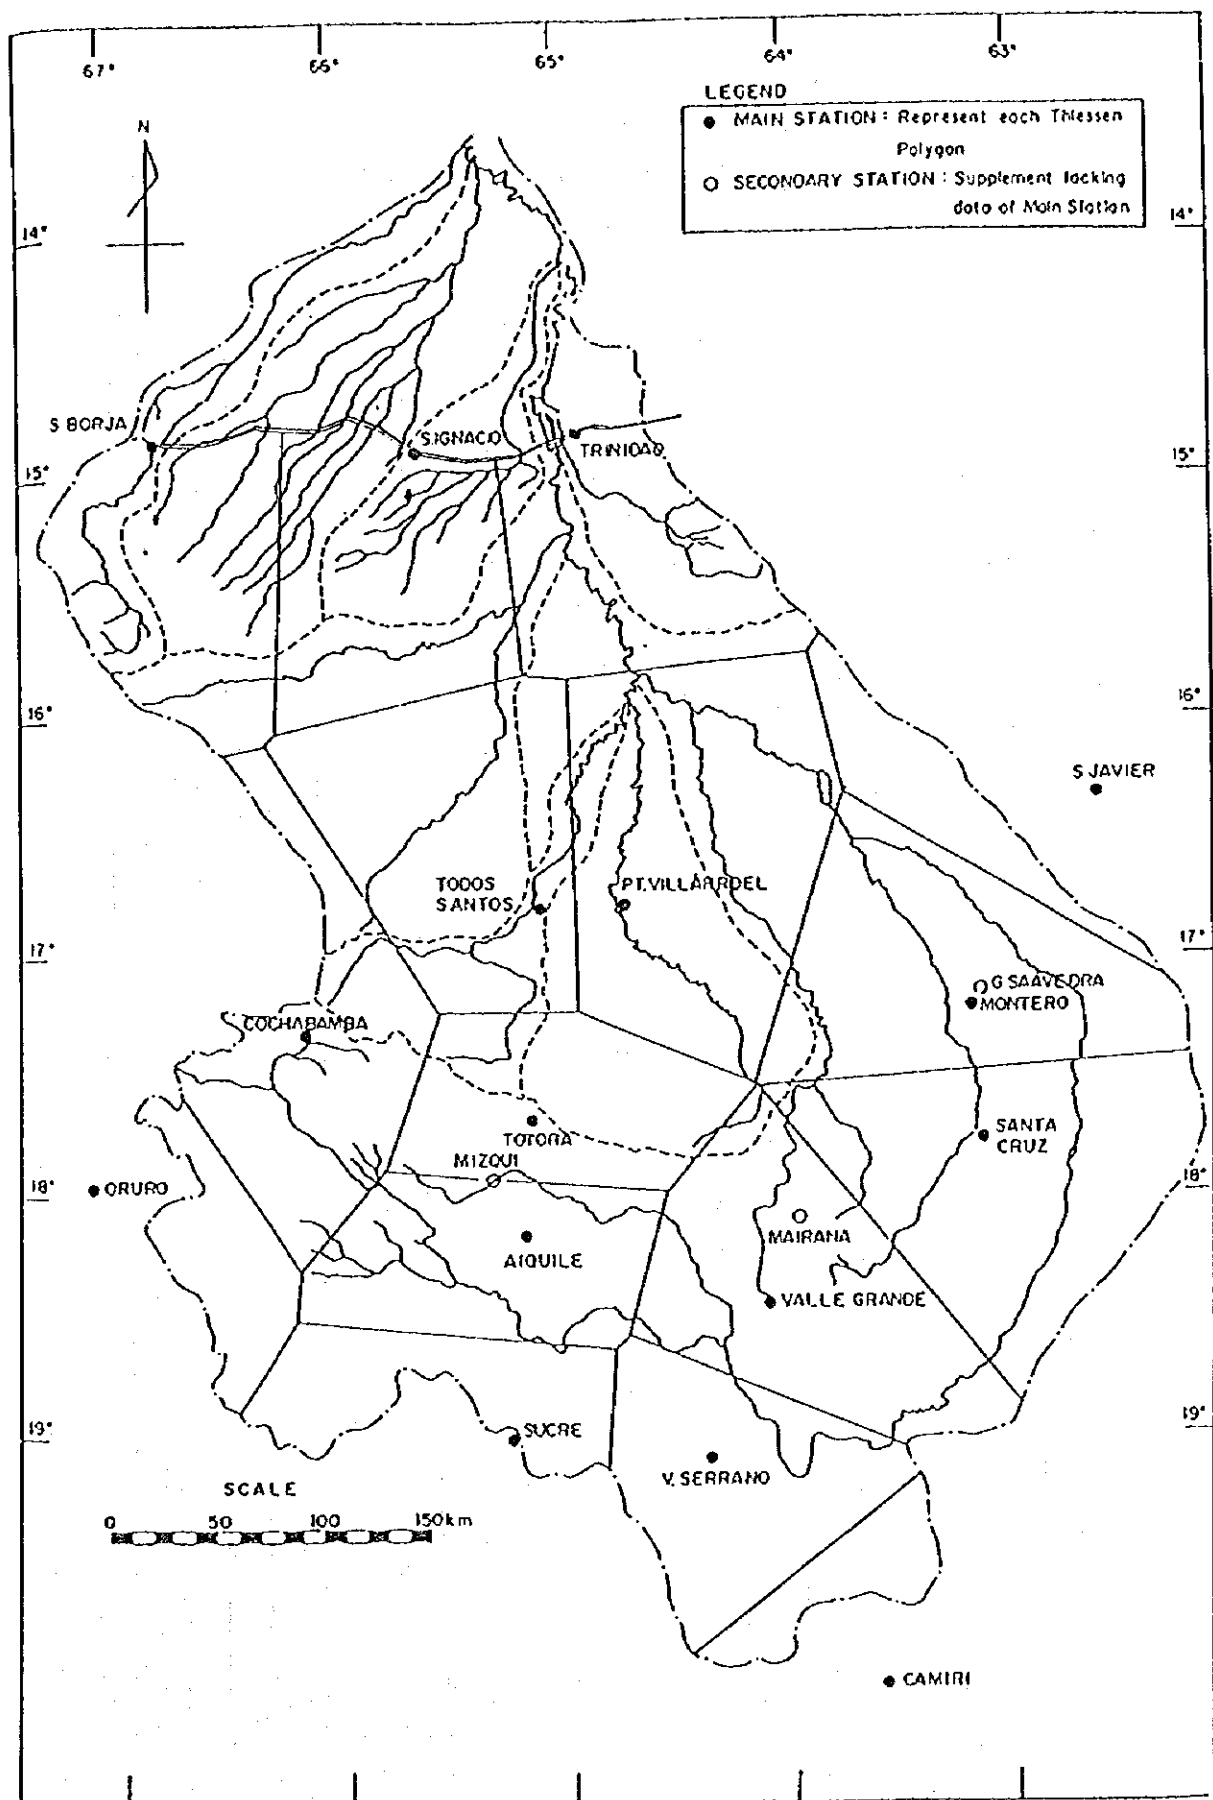 67° 66° 65° 64° 63°
LEGEND
● MAIN STATION : Represent each Thiessen
Polygon
○ SECONDARY STATION : Supplement lacking
data of Main Station
N
14° 14°
S BORJA
S.IGNACO
TRINIDAD
15° 15°
16° 16°
S JAVIER
TODOS
SANTOS
PT.VILLARROEL
17° 17°
G SAAVEDRA
MONTERO
COCHABAMBA
TOTORA
SANTA
CRUZ
MIZQUI
18° 18°
ORURO
MAIRANA
AIQUILE
VALLE GRANDE
19° 19°
SUCRE
V. SERRANO
SCALE
0 50 100 150km
CAMIRI